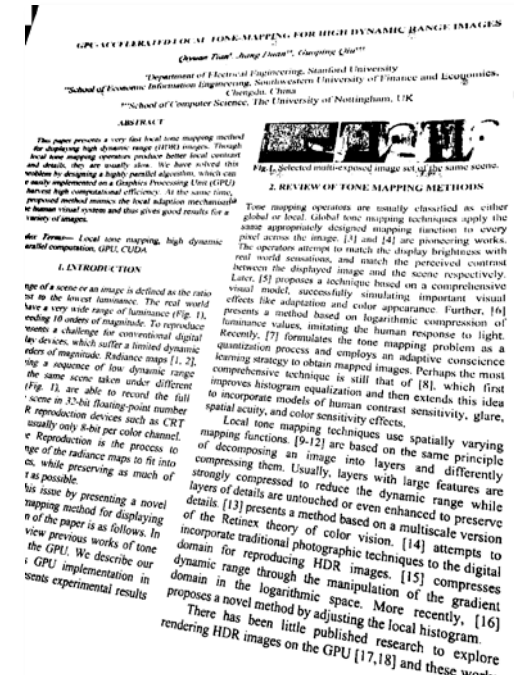 GPU-ACCELERATED LOCAL TONE-MAPPING FOR HIGH DYNAMIC RANGE IMAGES
Qiyuan Tian*, Jiang Duan**, Guoping Qiu***
*Department of Electrical Engineering, Stanford University
**School of Economic Information Engineering, Southwestern University of Finance and Economics,
Chengdu, China
***School of Computer Science, The University of Nottingham, UK
ABSTRACT
This paper presents a very fast local tone mapping method
for displaying high dynamic range (HDR) images. Though
local tone mapping operators produce better local contrast
and details, they are usually slow. We have solved this
problem by designing a highly parallel algorithm, which can
easily implemented on a Graphics Processing Unit (GPU)
harvest high computational efficiency. At the same time,
proposed method mimics the local adaption mechanism
human visual system and thus gives good results for a
variety of images.
Terms— Local tone mapping, high dynamic
parallel computation, GPU, CUDA
1. INTRODUCTION
of a scene or an image is defined as the ratio
to the lowest luminance. The real world
have a very wide range of luminance (Fig. 1),
10 orders of magnitude. To reproduce
a challenge for conventional digital
devices, which suffer a limited dynamic
orders of magnitude. Radiance maps [1, 2],
a sequence of low dynamic range
the same scene taken under different
(Fig. 1), are able to record the full
scene in 32-bit floating-point number
reproduction devices such as CRT
usually only 8-bit per color channel.
Reproduction is the process to
of the radiance maps to fit into
while preserving as much of
as possible.
this issue by presenting a novel
mapping method for displaying
of the paper is as follows. In
previous works of tone
the GPU. We describe our
GPU implementation in
experimental results
Fig.1. Selected multi-exposed image set of the same scene.
2. REVIEW OF TONE MAPPING METHODS
Tone mapping operators are usually classified as either
global or local. Global tone mapping techniques apply the
same appropriately designed mapping function to every
pixel across the image. [3] and [4] are pioneering works.
The operators attempt to match the display brightness with
real world sensations, and match the perceived contrast
between the displayed image and the scene respectively.
Later, [5] proposes a technique based on a comprehensive
visual model, successfully simulating important visual
effects like adaptation and color appearance. Further, [6]
presents a method based on logarithmic compression of
luminance values, imitating the human response to light.
Recently, [7] formulates the tone mapping problem as a
quantization process and employs an adaptive conscience
learning strategy to obtain mapped images. Perhaps the most
comprehensive technique is still that of [8], which first
improves histogram equalization and then extends this idea
to incorporate models of human contrast sensitivity, glare,
spatial acuity, and color sensitivity effects.
Local tone mapping techniques use spatially varying
mapping functions. [9-12] are based on the same principle
of decomposing an image into layers and differently
compressing them. Usually, layers with large features are
strongly compressed to reduce the dynamic range while
layers of details are untouched or even enhanced to preserve
details. [13] presents a method based on a multiscale version
of the Retinex theory of color vision. [14] attempts to
incorporate traditional photographic techniques to the digital
domain for reproducing HDR images. [15] compresses
dynamic range through the manipulation of the gradient
domain in the logarithmic space. More recently, [16]
proposes a novel method by adjusting the local histogram.
There has been little published research to explore
rendering HDR images on the GPU [17,18] and these